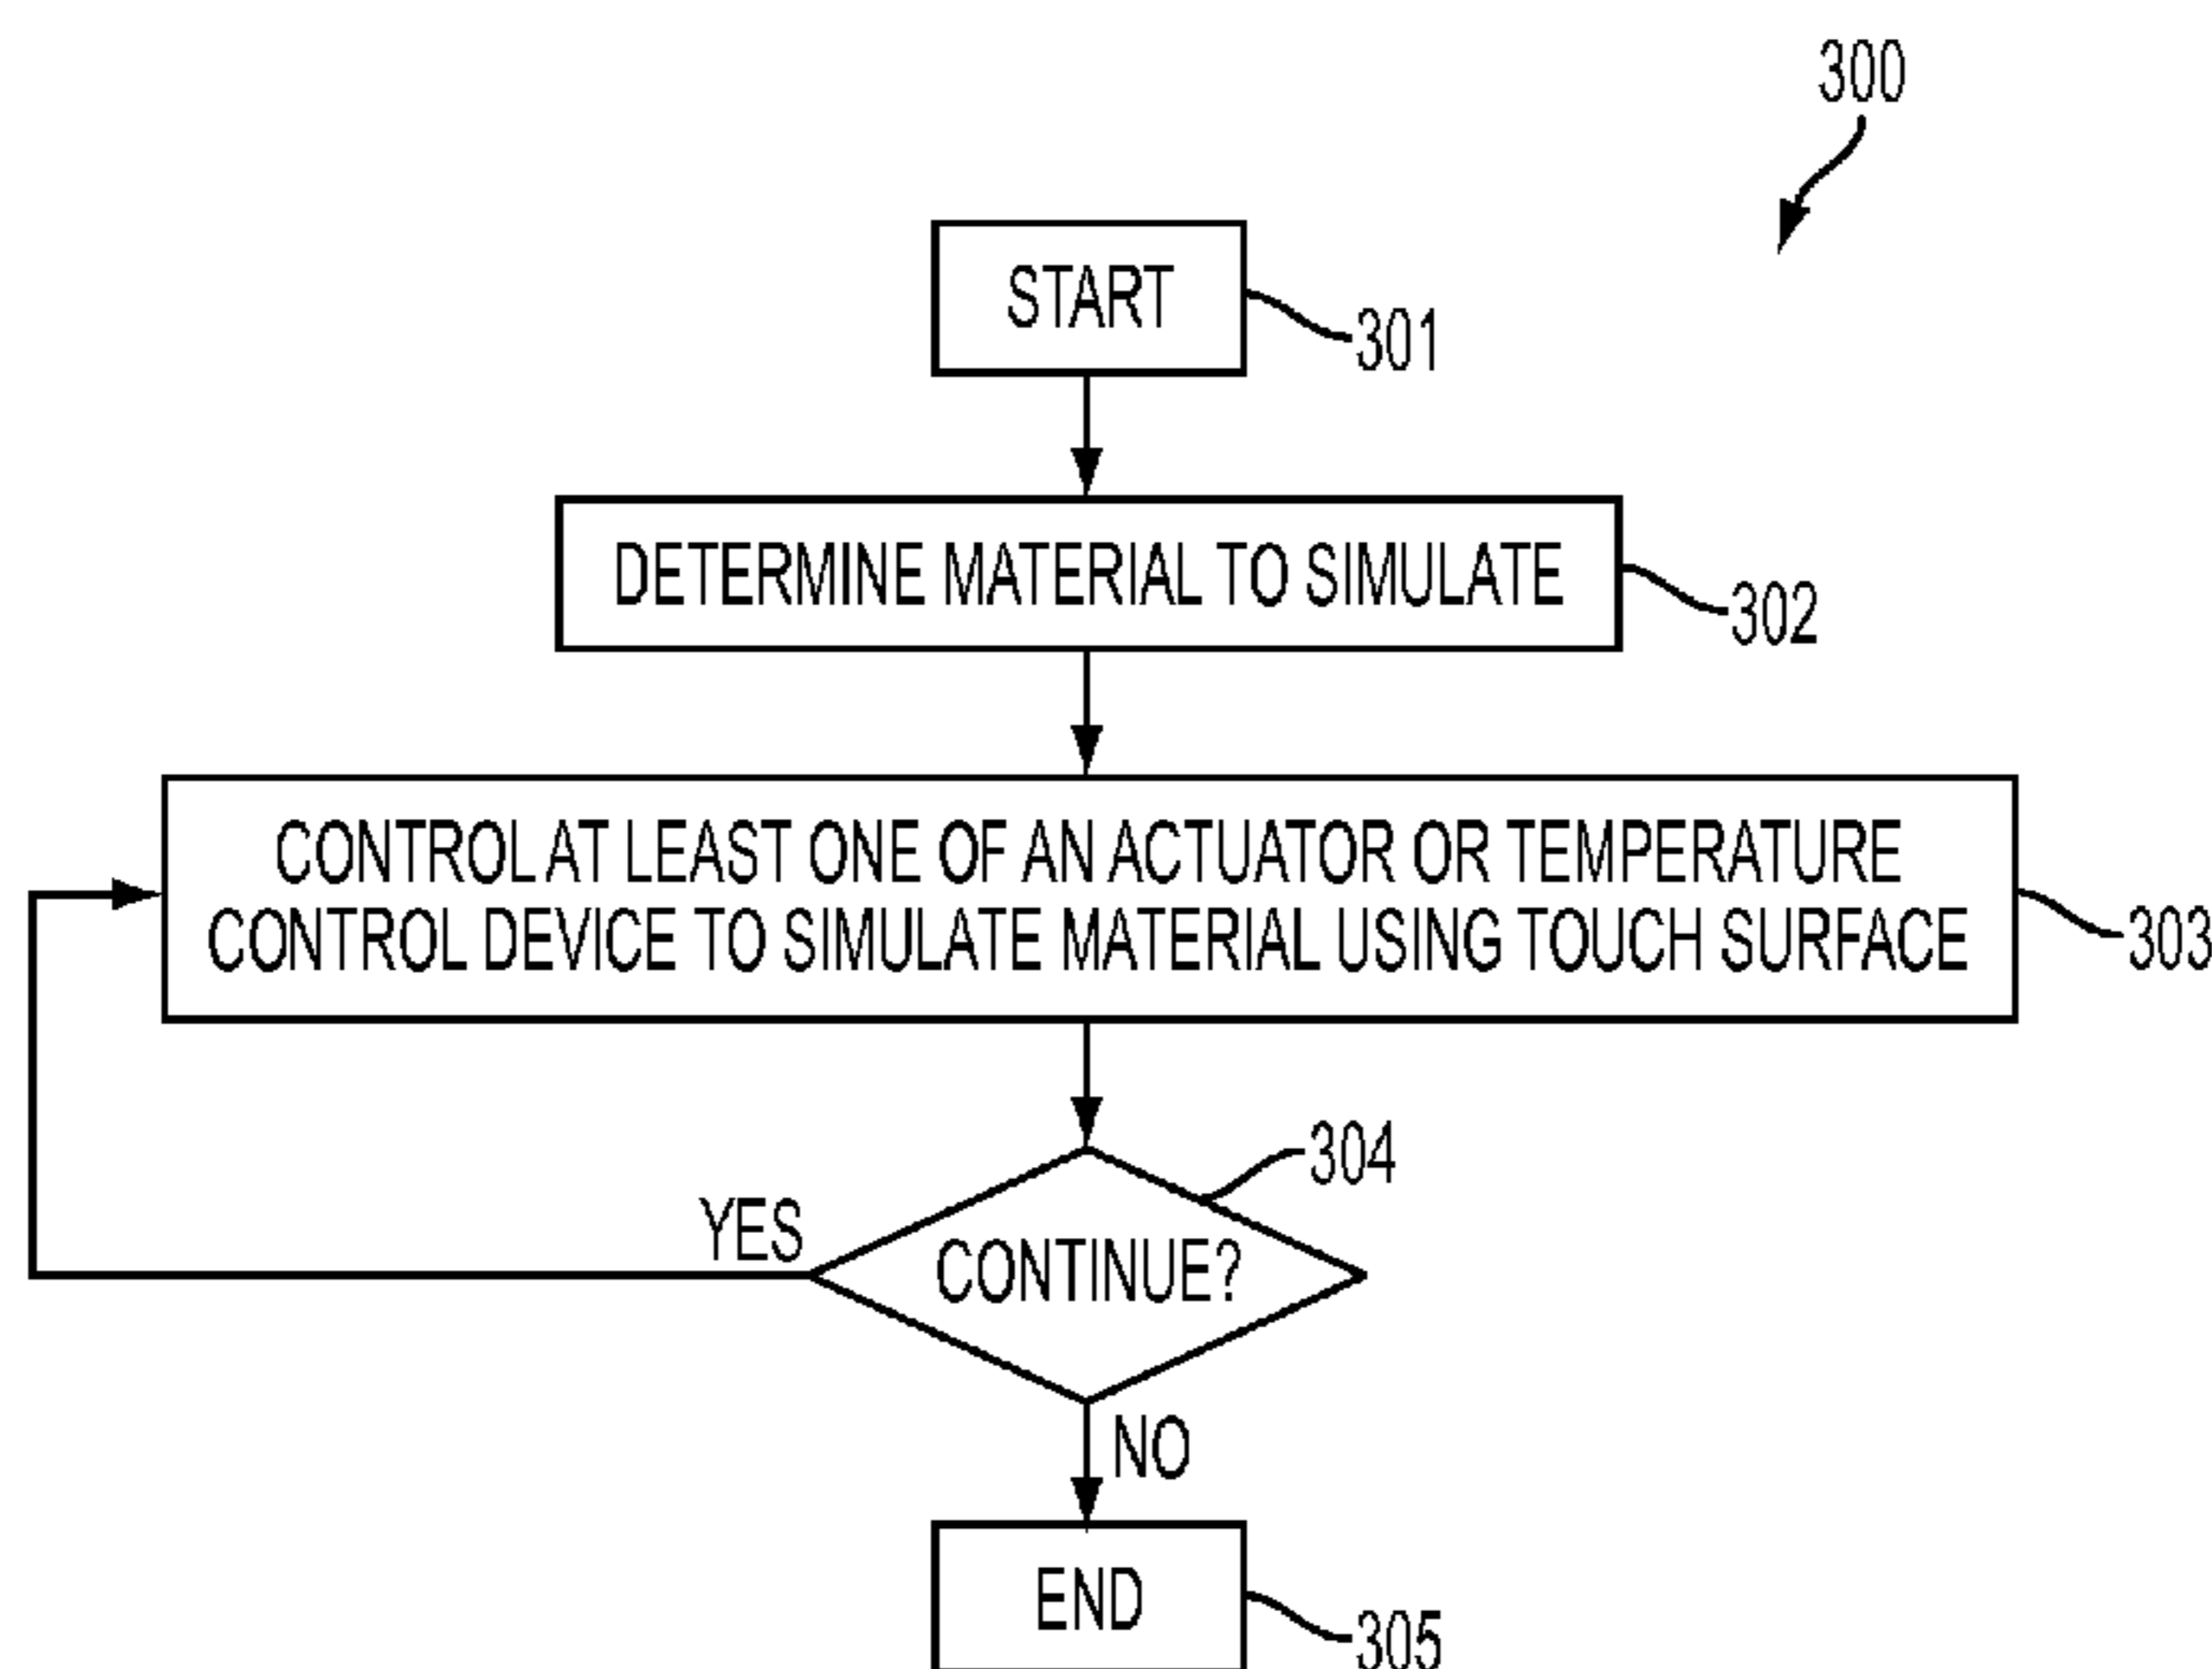 300
START
301
DETERMINE MATERIAL TO SIMULATE
302
CONTROL AT LEAST ONE OF AN ACTUATOR OR TEMPERATURE
CONTROL DEVICE TO SIMULATE MATERIAL USING TOUCH SURFACE
303
304
YES
CONTINUE?
NO
END
305